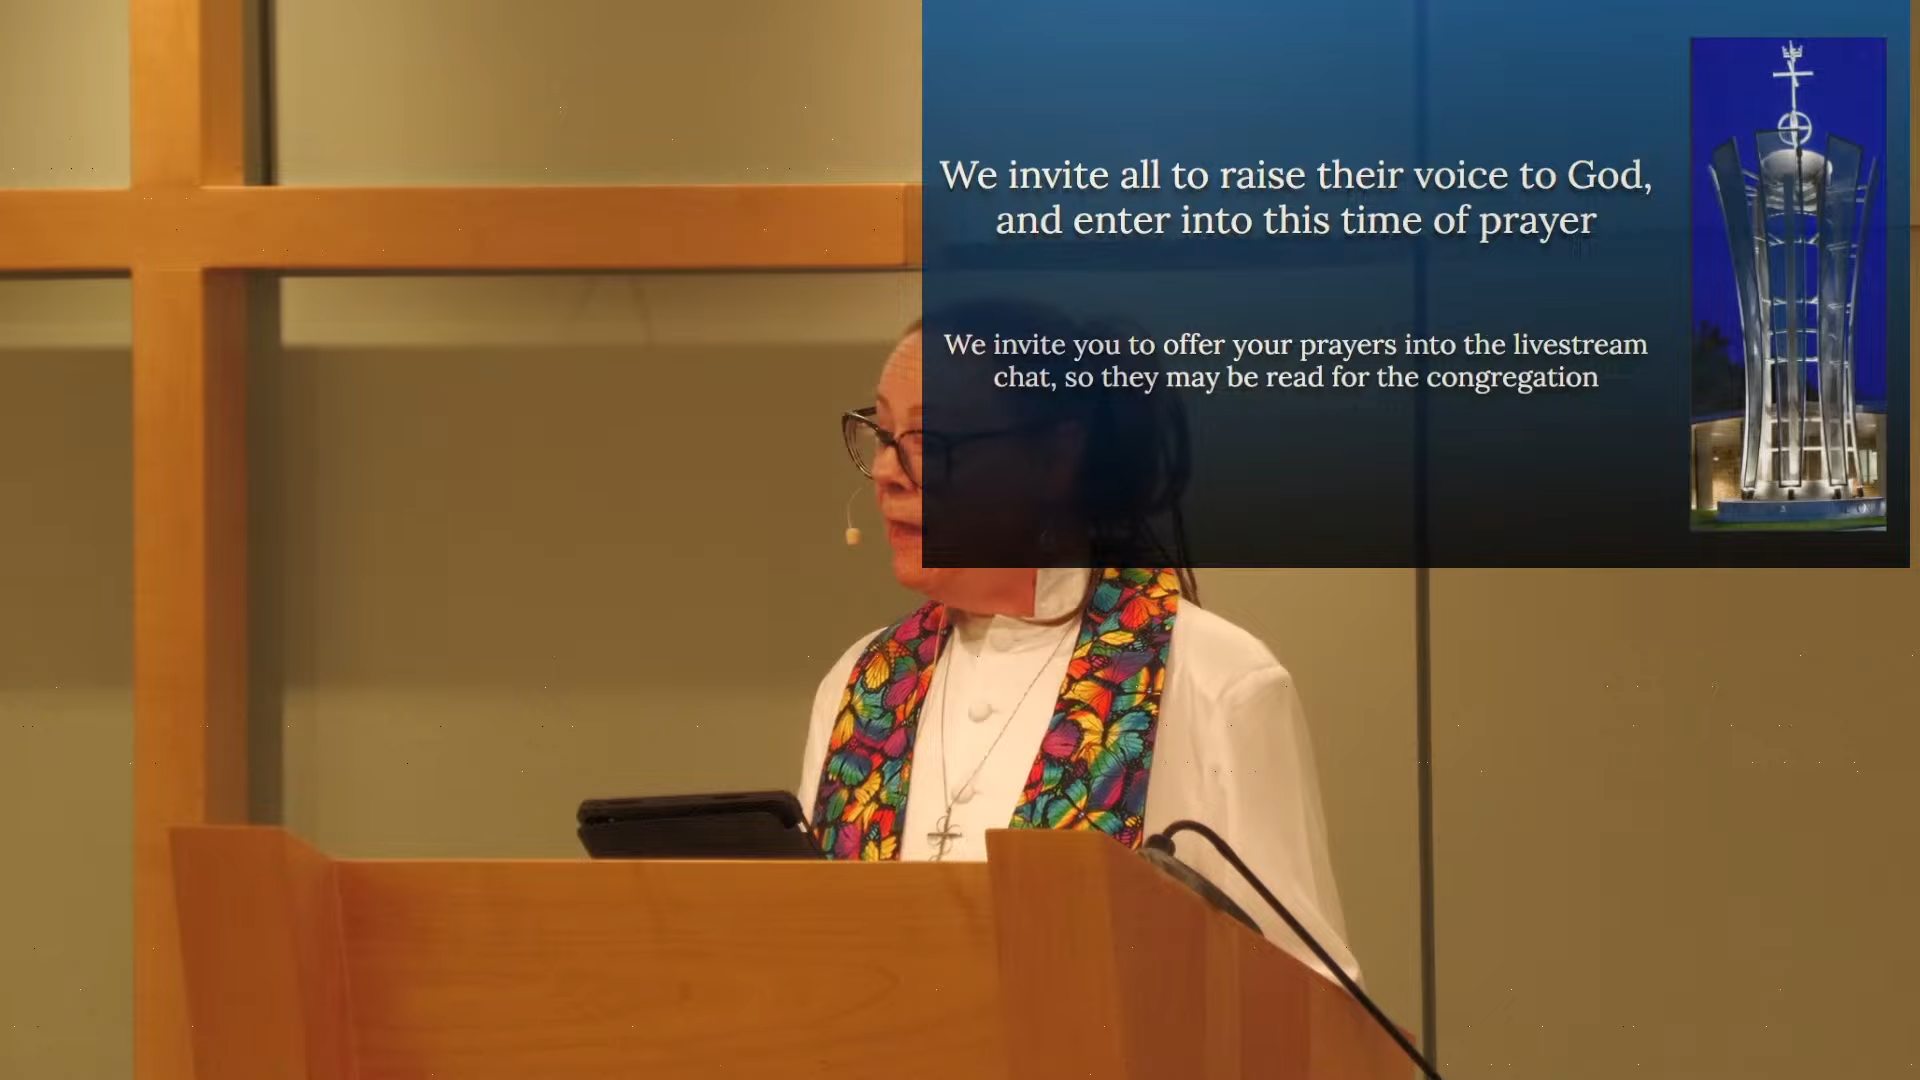 We invite all to raise their voice to God,
and enter into this time of prayer
We invite you to offer your prayers into the livestream
chat, so they may be read for the congregation